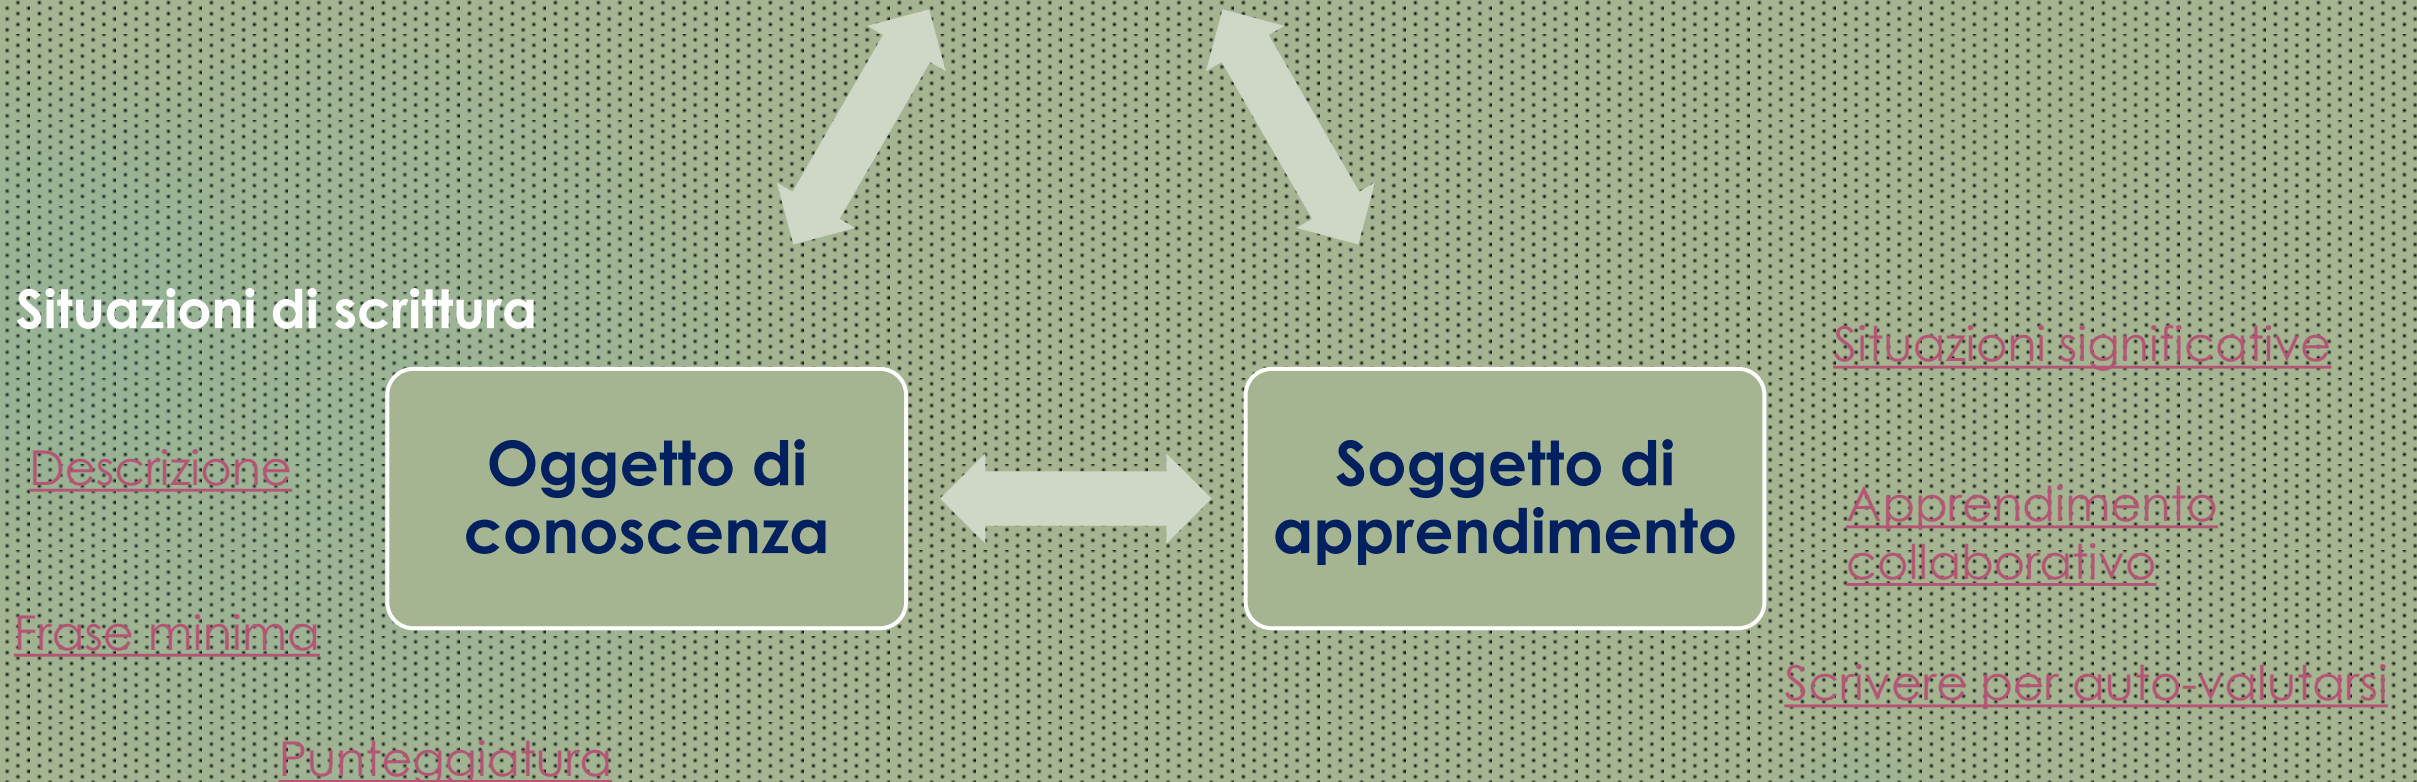 Situazioni di scrittura
Situazioni significative
Descrizione
Oggetto di
conoscenza
Soggetto di
apprendimento
Apprendimento
collaborativo
Frase minima
Scrivere per auto-valutarsi
Punteggiatura